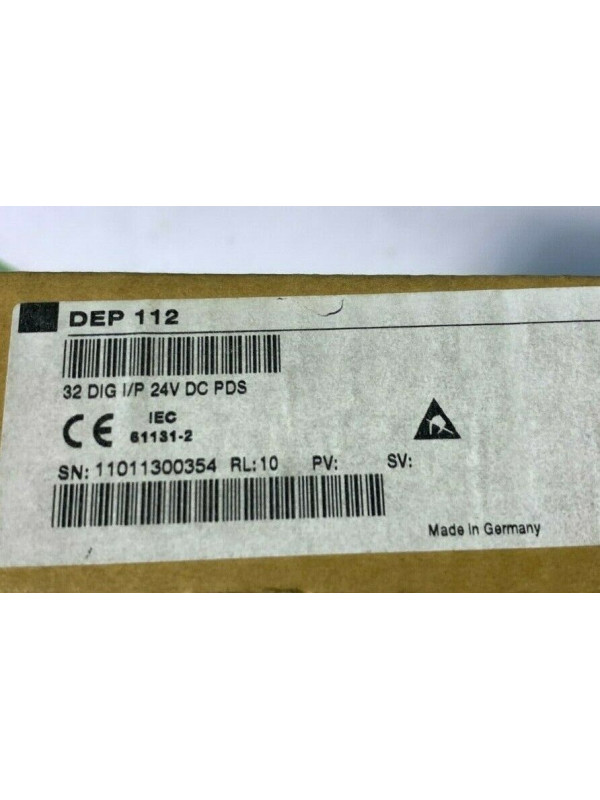 DEP 112
32 DIG I/P 24V DC PDS
CE IEC
61131-2
SN: 11011300354 RL: 10 PV: SV:
Made in Germany